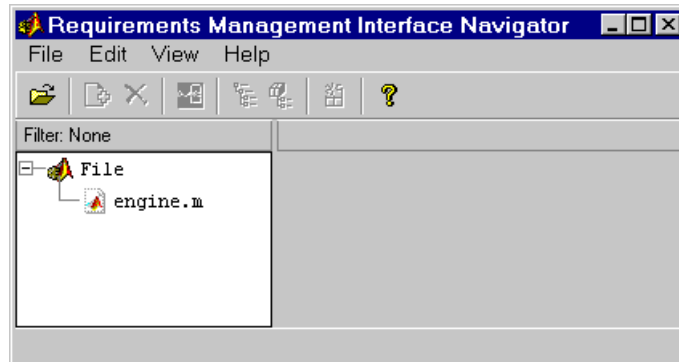 Requirements Management Interface Navigator
File Edit View Help
Filter: None
File
engine.m